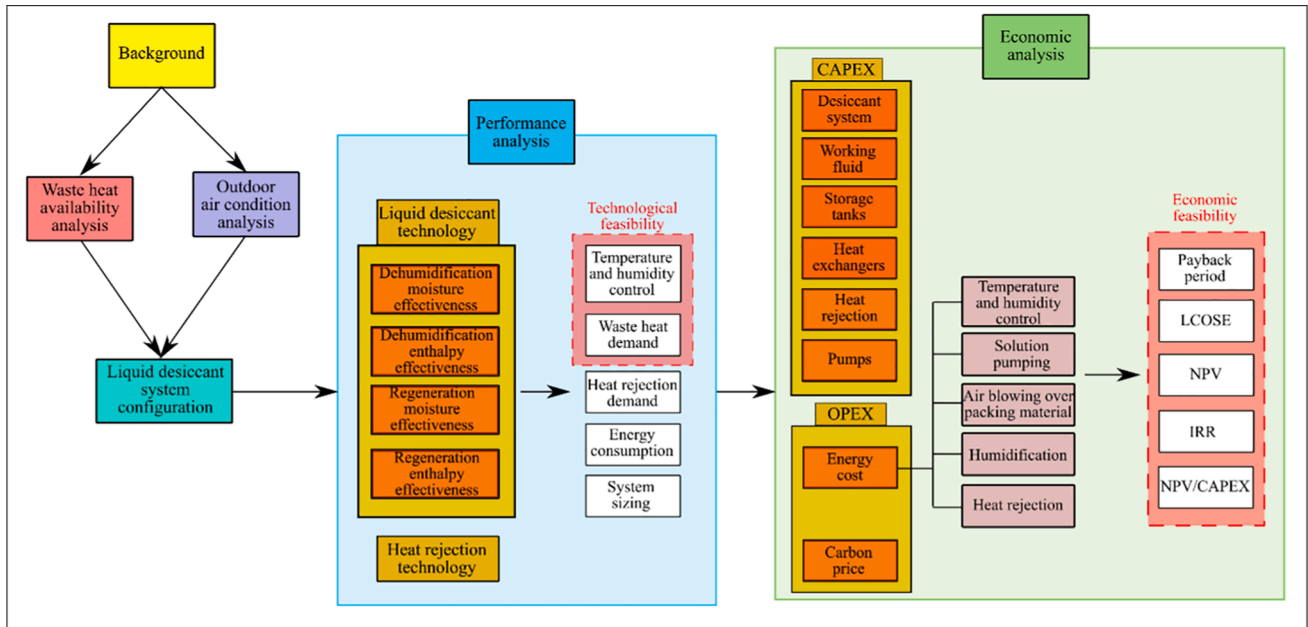 Background
Waste heat
availability
analysis
Outdoor
air condition
analysis
Liquid desiccant
system
configuration
Performance
analysis
Liquid desiccant
technology
Dehumidification
moisture
effectiveness
Dehumidification
enthalpy
effectiveness
Regeneration
moisture
effectiveness
Regeneration
enthalpy
effectiveness
Heat rejection
technology
Technological
feasibility
Temperature
and humidity
control
Waste heat
demand
Heat rejection
demand
Energy
consumption
System
sizing
Economic
analysis
CAPEX
Desiccant
system
Working
fluid
Storage
tanks
Heat
exchangers
Heat
rejection
Pumps
OPEX
Energy
cost
Carbon
price
Temperature
and humidity
control
Solution
pumping
Air blowing over
packing material
Humidification
Heat rejection
Economic
feasibility
Payback
period
LCOSE
NPV
IRR
NPV/CAPEX